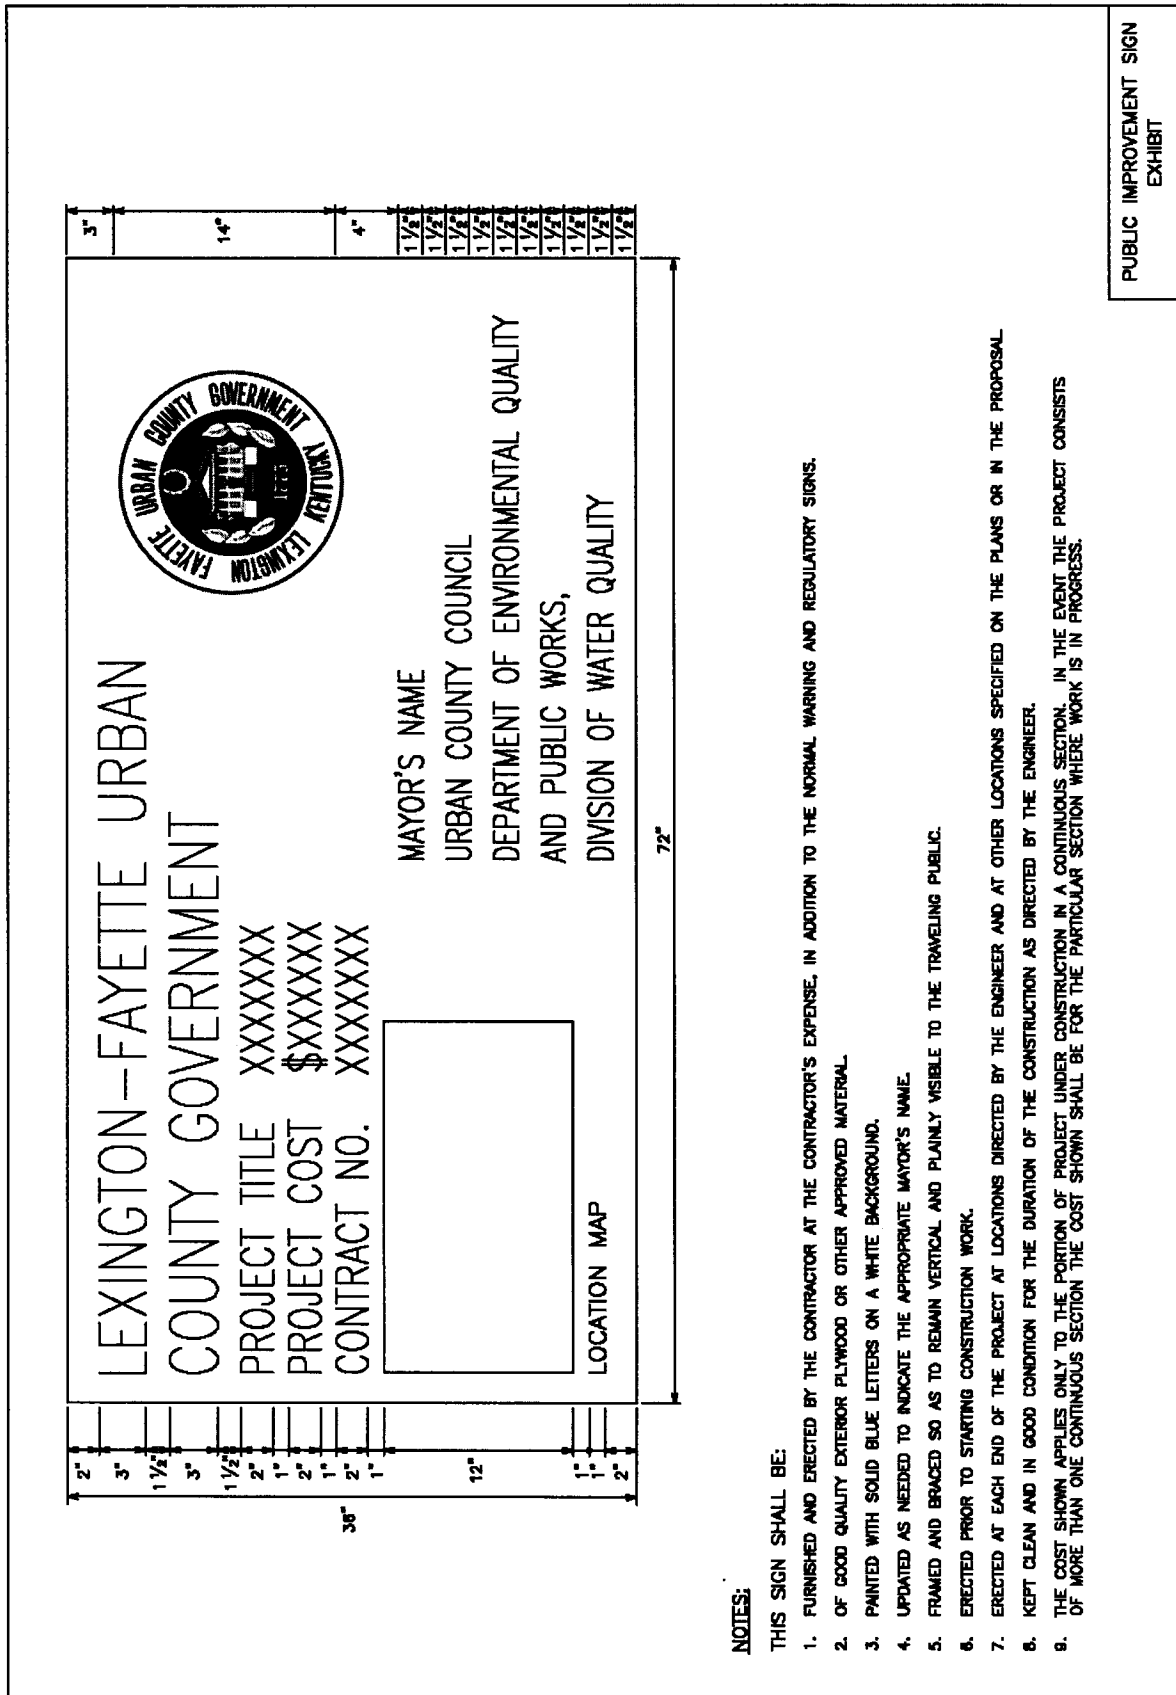 LEXINGTON-FAYETTE URBAN
COUNTY GOVERNMENT
PROJECT TITLE XXXXXXX
PROJECT COST $XXXXXX
CONTRACT NO. XXXXXXX
LOCATION MAP
FAYETTE URBAN COUNTY GOVERNMENT
KENTUCKY LEXINGTON
MAYOR'S NAME
URBAN COUNTY COUNCIL
DEPARTMENT OF ENVIRONMENTAL QUALITY
AND PUBLIC WORKS,
DIVISION OF WATER QUALITY
2"
3"
1 1/2"
3"
1 1/2"
2"
1"
2"
1"
2"
1"
12"
1"
1"
2"
36"
3"
14"
4"
1 1/2"
1 1/2"
1 1/2"
1 1/2"
1 1/2"
1 1/2"
1 1/2"
1 1/2"
1 1/2"
1 1/2"
72"
NOTES:
THIS SIGN SHALL BE:
1. FURNISHED AND ERECTED BY THE CONTRACTOR AT THE CONTRACTOR'S EXPENSE, IN ADDITION TO THE NORMAL WARNING AND REGULATORY SIGNS.
2. OF GOOD QUALITY EXTERIOR PLYWOOD OR OTHER APPROVED MATERIAL.
3. PAINTED WITH SOLID BLUE LETTERS ON A WHITE BACKGROUND.
4. UPDATED AS NEEDED TO INDICATE THE APPROPRIATE MAYOR'S NAME.
5. FRAMED AND BRACED SO AS TO REMAIN VERTICAL AND PLAINLY VISIBLE TO THE TRAVELING PUBLIC.
6. ERECTED PRIOR TO STARTING CONSTRUCTION WORK.
7. ERECTED AT EACH END OF THE PROJECT AT LOCATIONS DIRECTED BY THE ENGINEER AND AT OTHER LOCATIONS SPECIFIED ON THE PLANS OR IN THE PROPOSAL.
8. KEPT CLEAN AND IN GOOD CONDITION FOR THE DURATION OF THE CONSTRUCTION AS DIRECTED BY THE ENGINEER.
9. THE COST SHOWN APPLIES ONLY TO THE PORTION OF PROJECT UNDER CONSTRUCTION IN A CONTINUOUS SECTION. IN THE EVENT THE PROJECT CONSISTS
OF MORE THAN ONE CONTINUOUS SECTION THE COST SHOWN SHALL BE FOR THE PARTICULAR SECTION WHERE WORK IS IN PROGRESS.
PUBLIC IMPROVEMENT SIGN
EXHIBIT